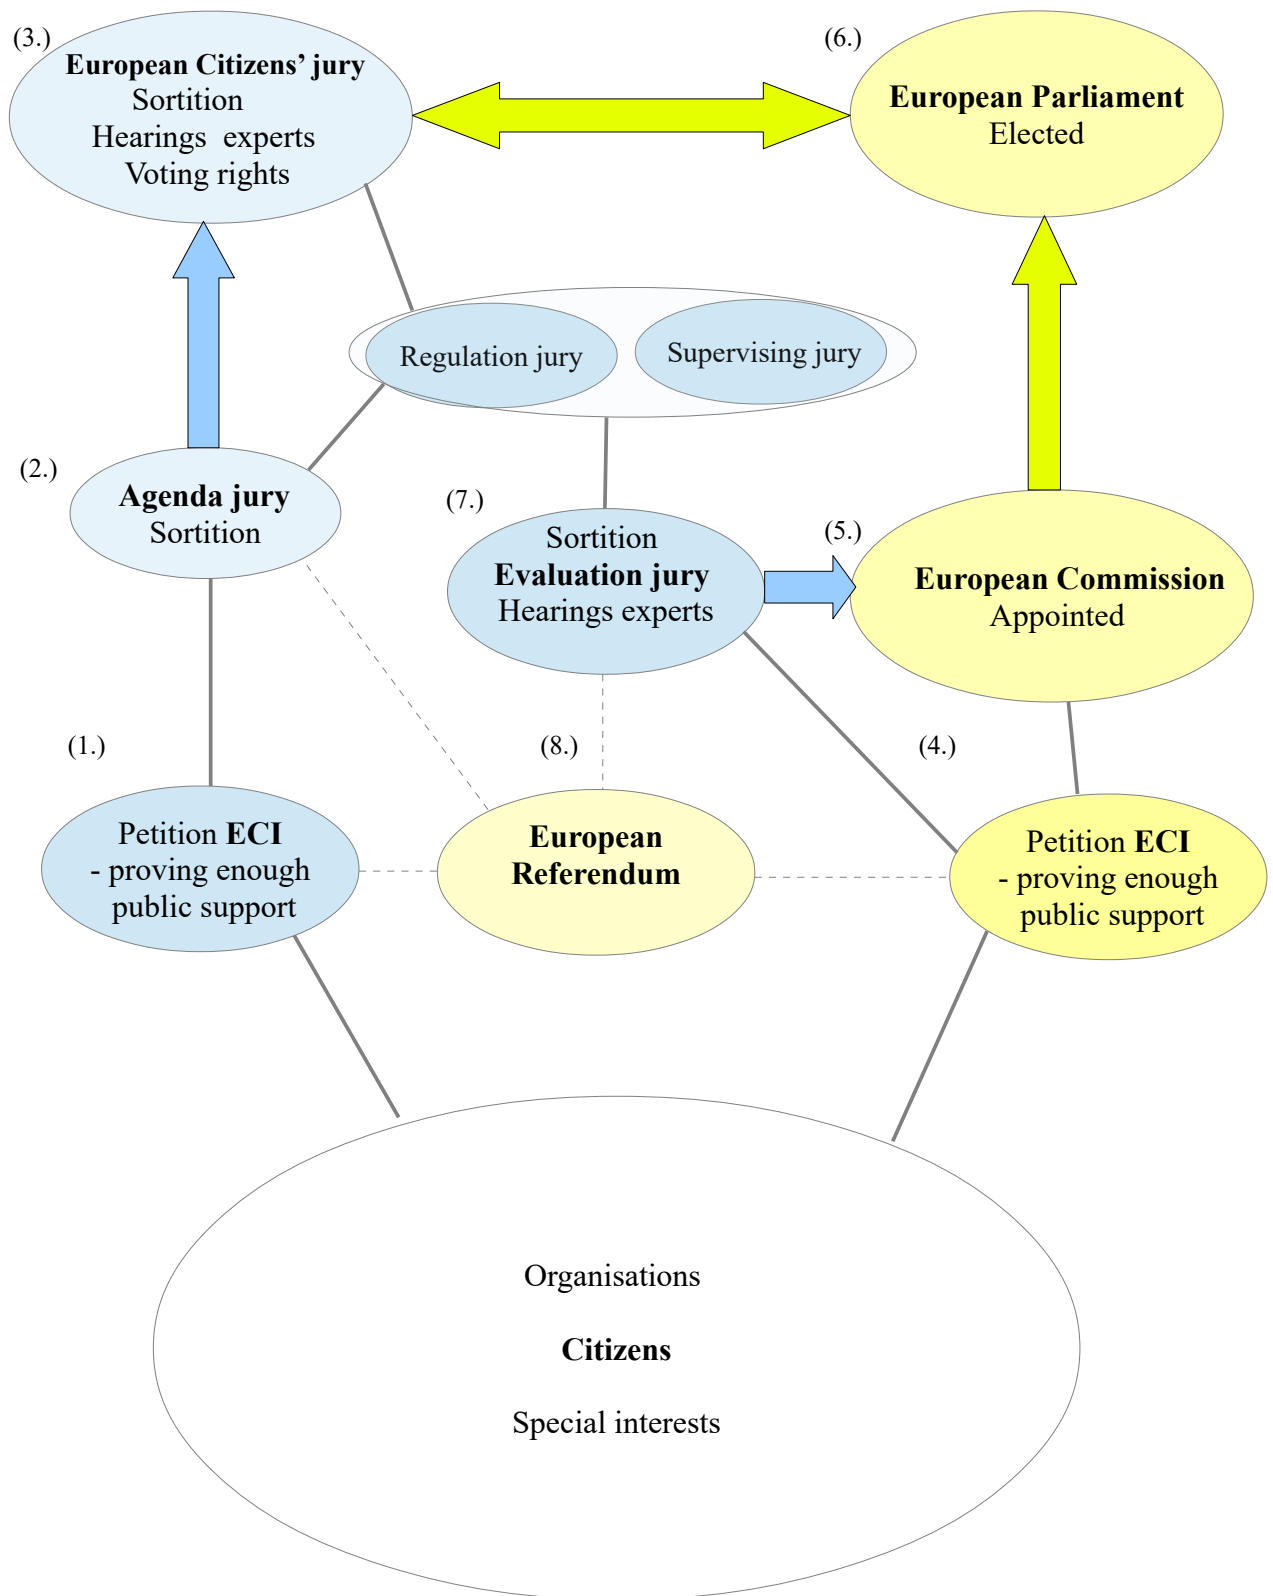 (3.)
European Citizens’ jury
Sortition
Hearings experts
Voting rights
(6.)
European Parliament
Elected
Regulation jury
Supervising jury
(2.)
Agenda jury
Sortition
(7.)
Sortition
Evaluation jury
Hearings experts
(5.)
European Commission
Appointed
(1.)
Petition ECI
- proving enough
public support
(8.)
European
Referendum
(4.)
Petition ECI
- proving enough
public support
Organisations
Citizens
Special interests